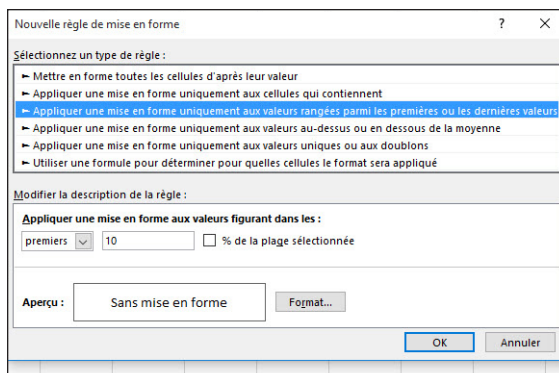 Nouvelle règle de mise en forme ? ×
Sélectionnez un type de règle :
► Mettre en forme toutes les cellules d'après leur valeur
► Appliquer une mise en forme uniquement aux cellules qui contiennent
► Appliquer une mise en forme uniquement aux valeurs rangées parmi les premières ou les dernières valeurs
► Appliquer une mise en forme uniquement aux valeurs au-dessus ou en dessous de la moyenne
► Appliquer une mise en forme uniquement aux valeurs uniques ou aux doublons
► Utiliser une formule pour déterminer pour quelles cellules le format sera appliqué
Modifier la description de la règle :
Appliquer une mise en forme aux valeurs figurant dans les :
premiers 10 % de la plage sélectionnée
Aperçu : Sans mise en forme Format...
OK Annuler